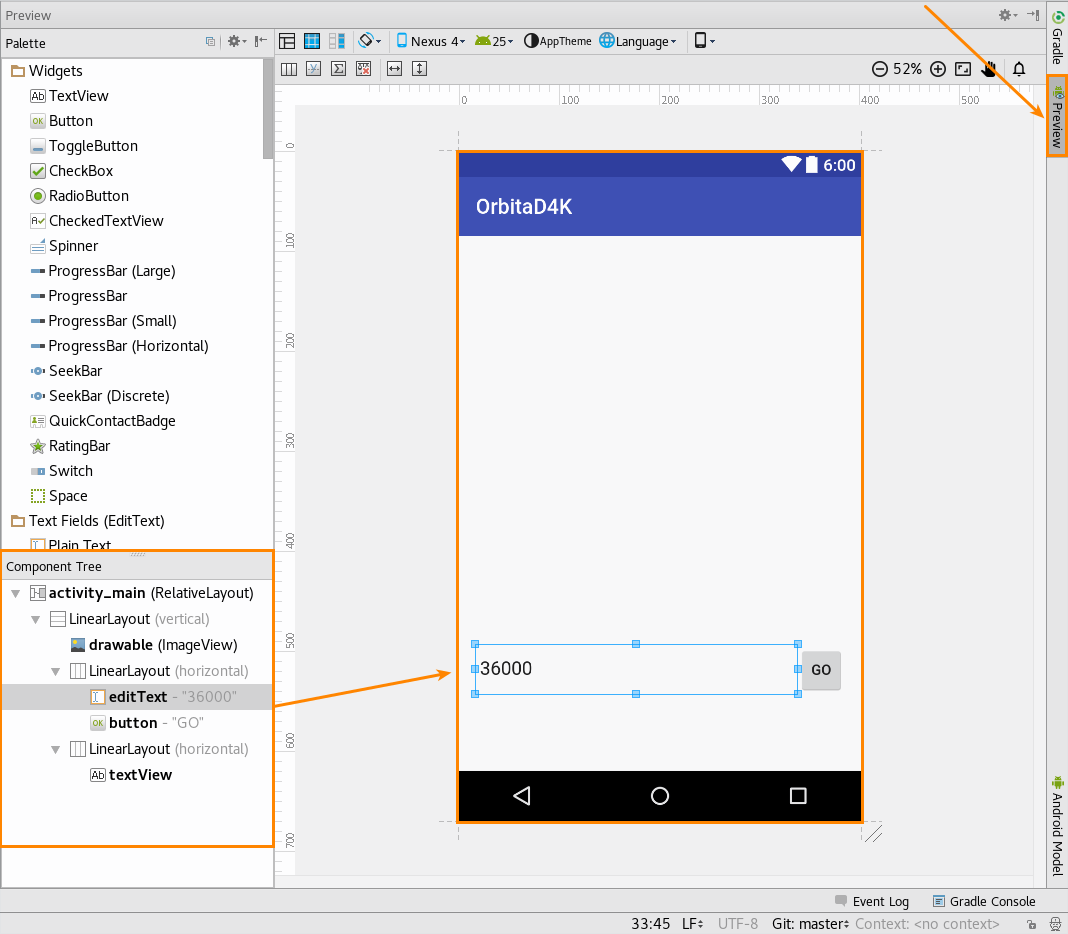 Preview
Palette
Nexus 4
25
AppTheme
Language
52%
Widgets
Ab TextView
OK Button
ToggleButton
CheckBox
RadioButton
CheckedTextView
Spinner
ProgressBar (Large)
ProgressBar
ProgressBar (Small)
ProgressBar (Horizontal)
SeekBar
SeekBar (Discrete)
QuickContactBadge
RatingBar
Switch
Space
Text Fields (EditText)
Plain Text
Component Tree
activity_main (RelativeLayout)
LinearLayout (vertical)
drawable (ImageView)
LinearLayout (horizontal)
editText - "36000"
OK button - "GO"
LinearLayout (horizontal)
Ab textView
0 100 200 300 400 500
0
100
200
300
400
500
600
700
6:00
OrbitaD4K
36000
GO
Gradle
Preview
Android Model
Event Log
Gradle Console
33:45 LF UTF-8 Git: master Context: <no context>